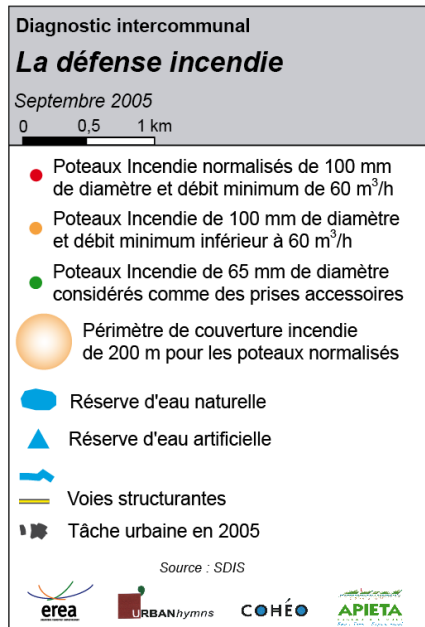 Diagnostic intercommunal
La défense incendie
Septembre 2005
0 0,5 1 km
Poteaux Incendie normalisés de 100 mm
de diamètre et débit minimum de 60 m³/h
Poteaux Incendie de 100 mm de diamètre
et débit minimum inférieur à 60 m³/h
Poteaux Incendie de 65 mm de diamètre
considérés comme des prises accessoires
Périmètre de couverture incendie
de 200 m pour les poteaux normalisés
Réserve d'eau naturelle
Réserve d'eau artificielle
Voies structurantes
Tâche urbaine en 2005
Source : SDIS
erea
URBANhymns
COHÉO
APIETA